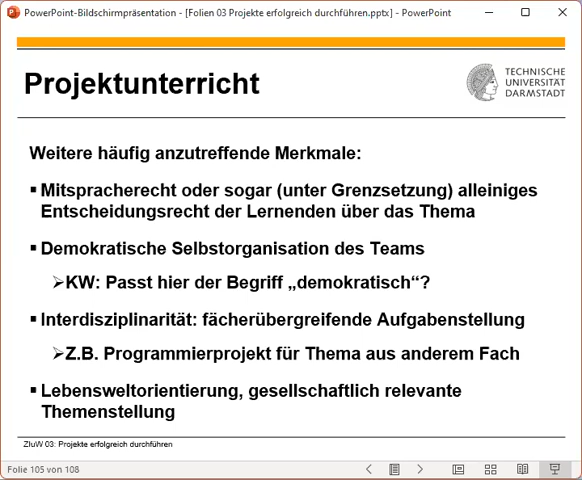 PowerPoint-Bildschirmpräsentation - [Folien 03 Projekte erfolgreich durchführen.pptx] - PowerPoint
Projektunterricht
TECHNISCHE
UNIVERSITÄT
DARMSTADT
Weitere häufig anzutreffende Merkmale:
▪ Mitspracherecht oder sogar (unter Grenzsetzung) alleiniges
Entscheidungsrecht der Lernenden über das Thema
▪ Demokratische Selbstorganisation des Teams
➢KW: Passt hier der Begriff „demokratisch“?
▪ Interdisziplinarität: fächerübergreifende Aufgabenstellung
➢Z.B. Programmierprojekt für Thema aus anderem Fach
▪ Lebensweltorientierung, gesellschaftlich relevante
Themenstellung
ZIuW 03: Projekte erfolgreich durchführen
Folie 105 von 108